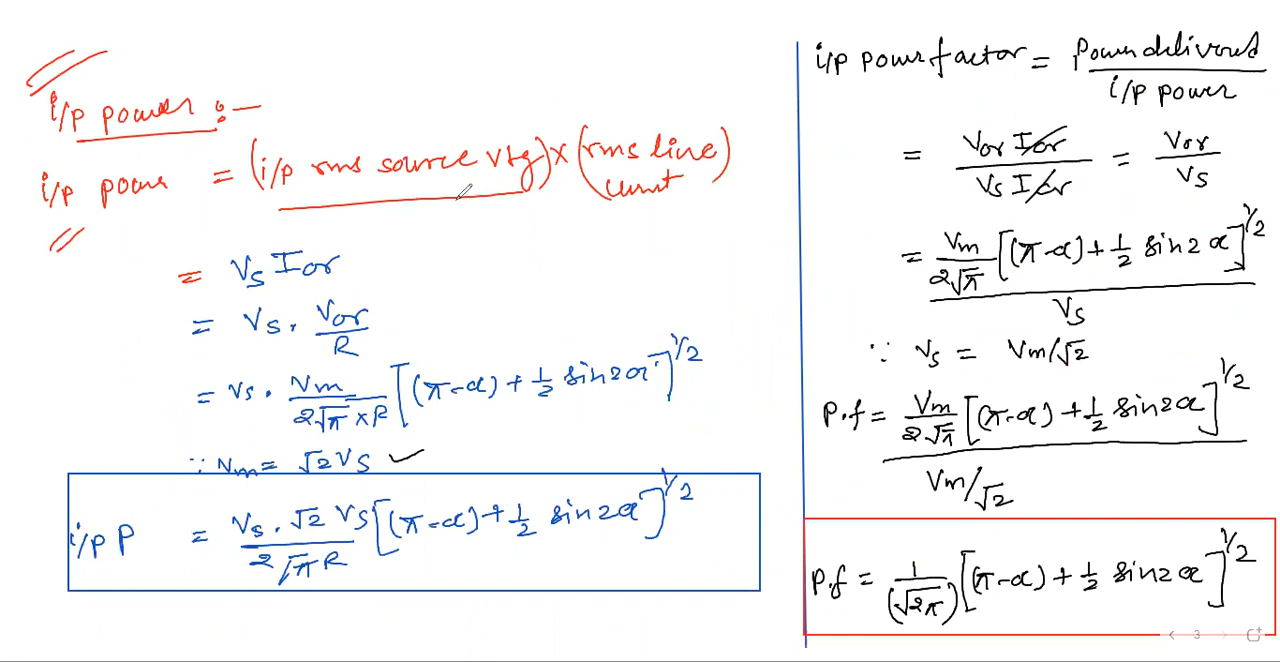 i/p power :-
i/p powe = (i/p rms source vtg) × (rms line currnt)
= Vs Ior
= Vs . Vor/R
= Vs . Vm/(2√π × R) [(π-α) + 1/2 sin2α]^1/2
∵ Vm = √2 Vs ✓
i/p P = Vs . √2 Vs/(2√π R) [(π-α) + 1/2 sin2α]^1/2
i/p power factor = Power delivered / i/p power
= Vor Ior / Vs Ior = Vor/Vs
= Vm/(2√π) [(π-α) + 1/2 sin2α]^1/2 / Vs
∵ Vs = Vm/√2
P.f = Vm/(2√π) [(π-α) + 1/2 sin2α]^1/2 / Vm/√2
P.f = 1/(√2π) [(π-α) + 1/2 sin2α]^1/2
< 3 >